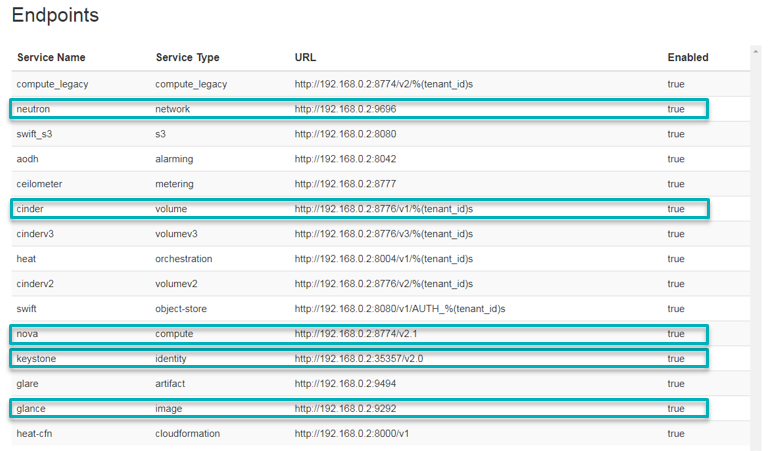 Endpoints
Service Name Service Type URL Enabled
compute_legacy compute_legacy http://192.168.0.2:8774/v2/%(tenant_id)s true
neutron network http://192.168.0.2:9696 true
swift_s3 s3 http://192.168.0.2:8080 true
aodh alarming http://192.168.0.2:8042 true
ceilometer metering http://192.168.0.2:8777 true
cinder volume http://192.168.0.2:8776/v1/%(tenant_id)s true
cinderv3 volumev3 http://192.168.0.2:8776/v3/%(tenant_id)s true
heat orchestration http://192.168.0.2:8004/v1/%(tenant_id)s true
cinderv2 volumev2 http://192.168.0.2:8776/v2/%(tenant_id)s true
swift object-store http://192.168.0.2:8080/v1/AUTH_%(tenant_id)s true
nova compute http://192.168.0.2:8774/v2.1 true
keystone identity http://192.168.0.2:35357/v2.0 true
glare artifact http://192.168.0.2:9494 true
glance image http://192.168.0.2:9292 true
heat-cfn cloudformation http://192.168.0.2:8000/v1 true